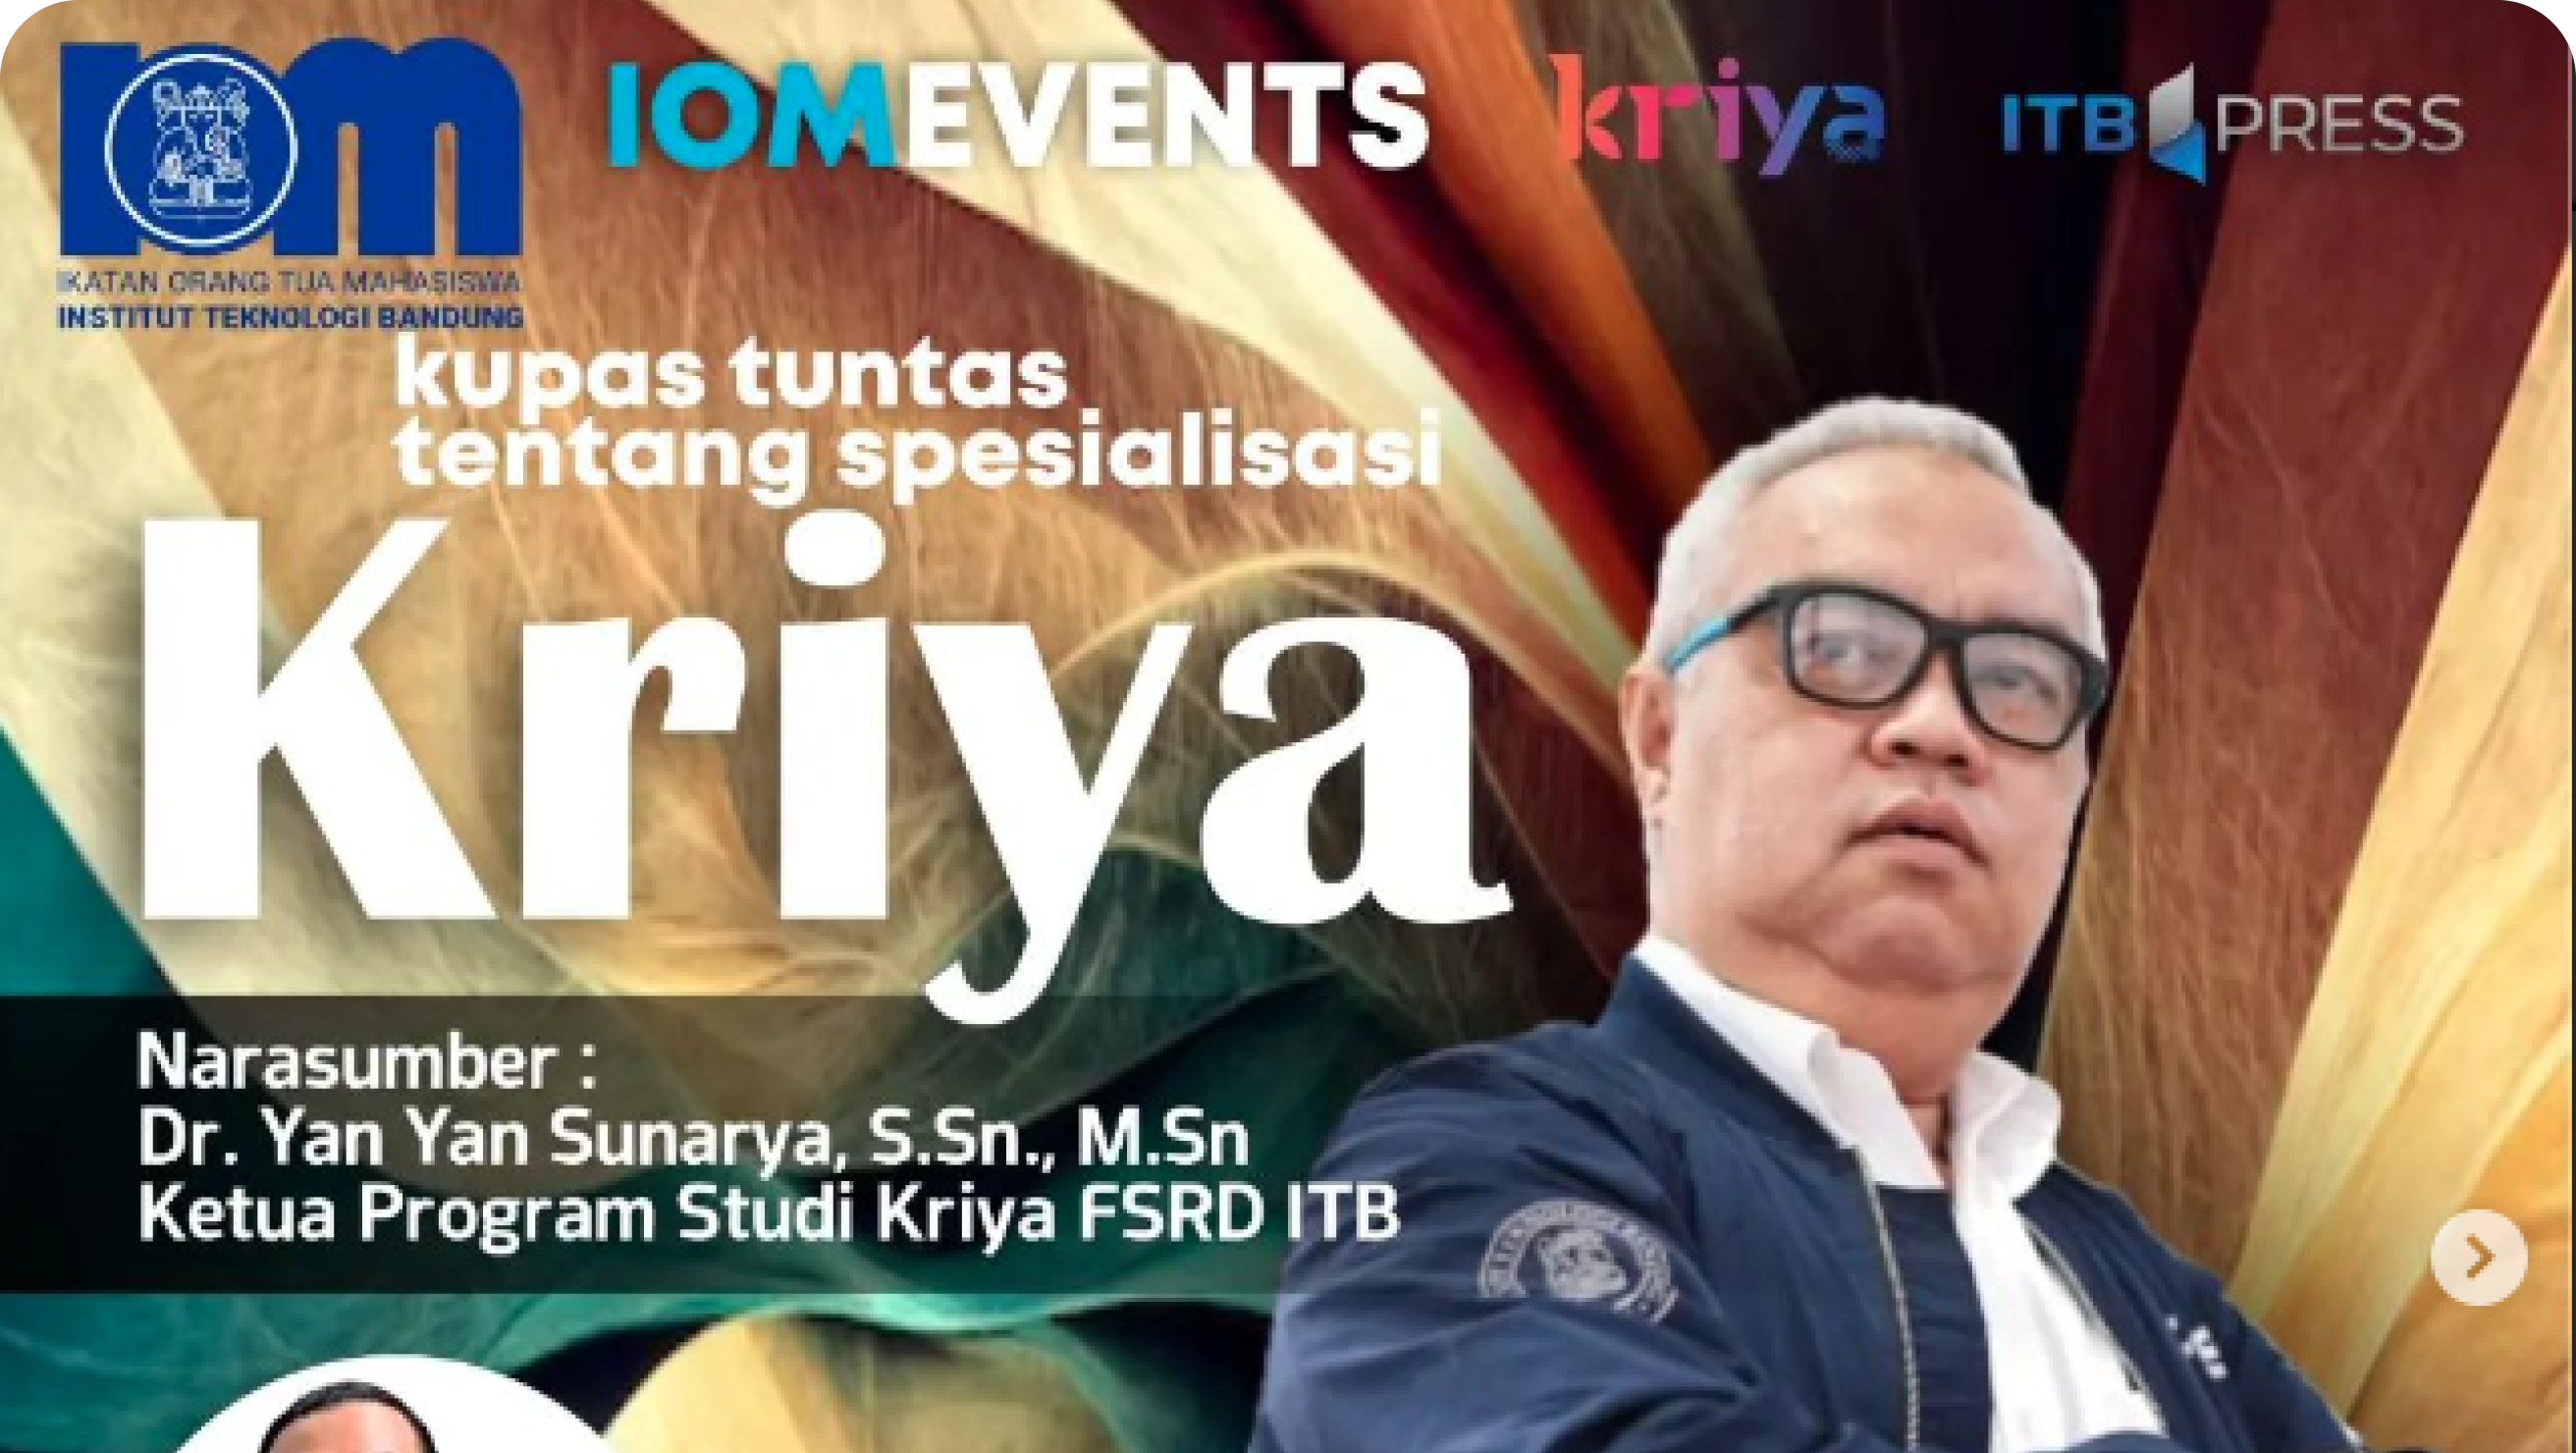 iom
IOMEVENTS
kriya
ITB PRESS
IKATAN ORANG TUA MAHASISWA
INSTITUT TEKNOLOGI BANDUNG
kupas tuntas
tentang spesialisasi
Kriya
Narasumber :
Dr. Yan Yan Sunarya, S.Sn., M.Sn
Ketua Program Studi Kriya FSRD ITB